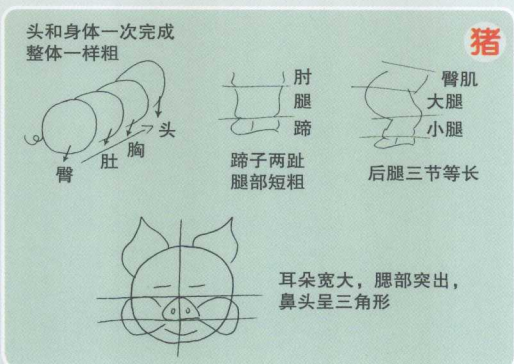 头和身体一次完成
整体一样粗
猪
臀
肚
胸
头
肘
腿
蹄
蹄子两趾
腿部短粗
臀肌
大腿
小腿
后腿三节等长
耳朵宽大，腮部突出，
鼻头呈三角形